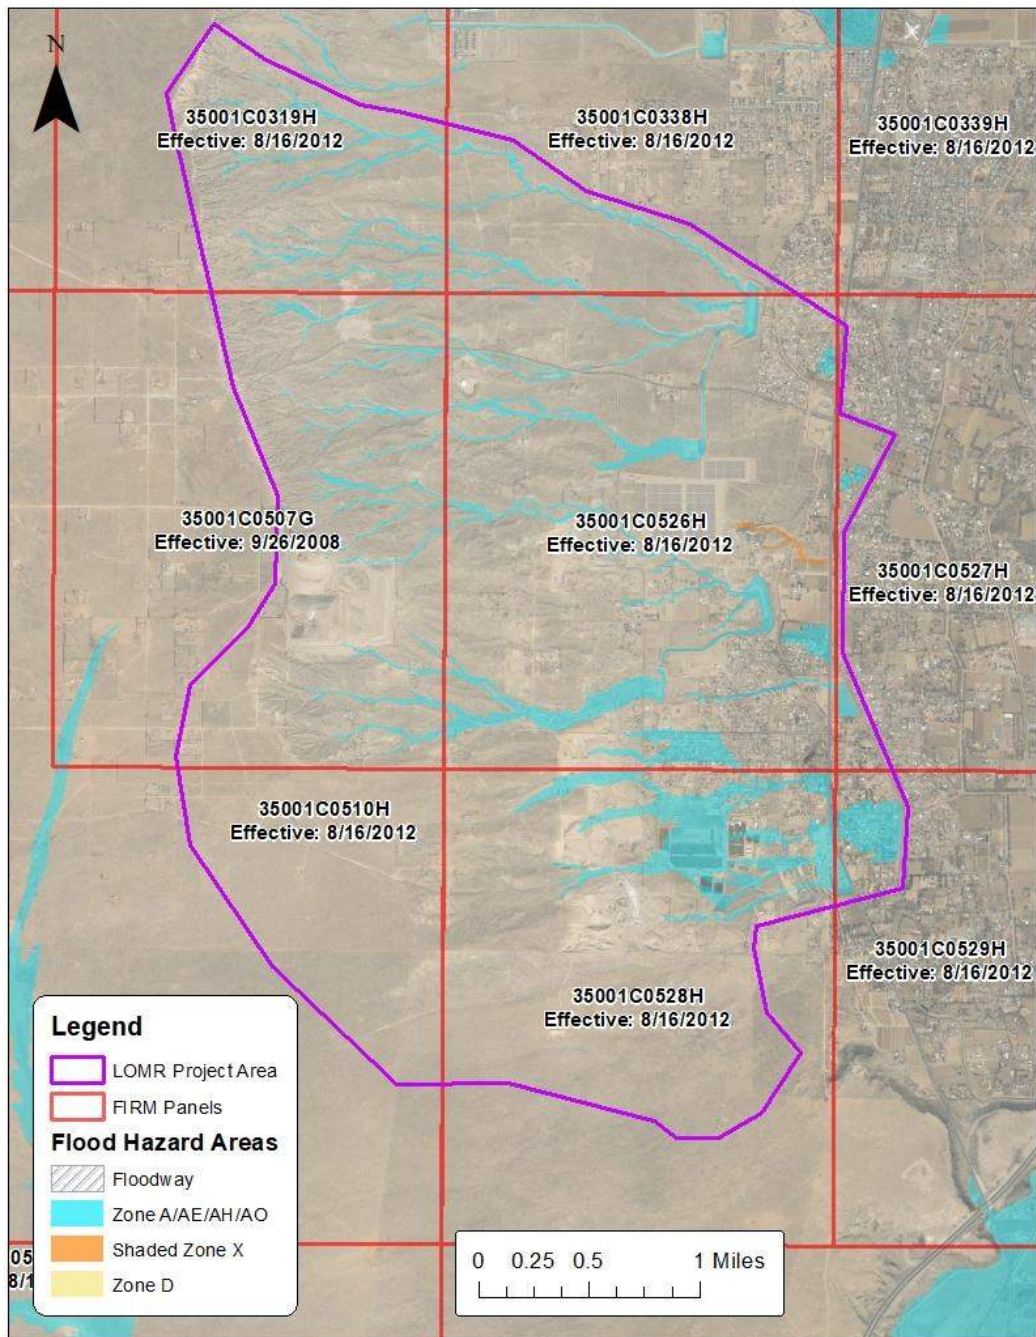 N
35001C0319H
Effective: 8/16/2012
35001C0338H
Effective: 8/16/2012
35001C0339H
Effective: 8/16/2012
35001C0507G
Effective: 9/26/2008
35001C0526H
Effective: 8/16/2012
35001C0527H
Effective: 8/16/2012
35001C0510H
Effective: 8/16/2012
35001C0529H
Effective: 8/16/2012
35001C0528H
Effective: 8/16/2012
Legend
LOMR Project Area
FIRM Panels
Flood Hazard Areas
Floodway
Zone A/AE/AH/AO
Shaded Zone X
Zone D
05
8/1
0 0.25 0.5 1 Miles